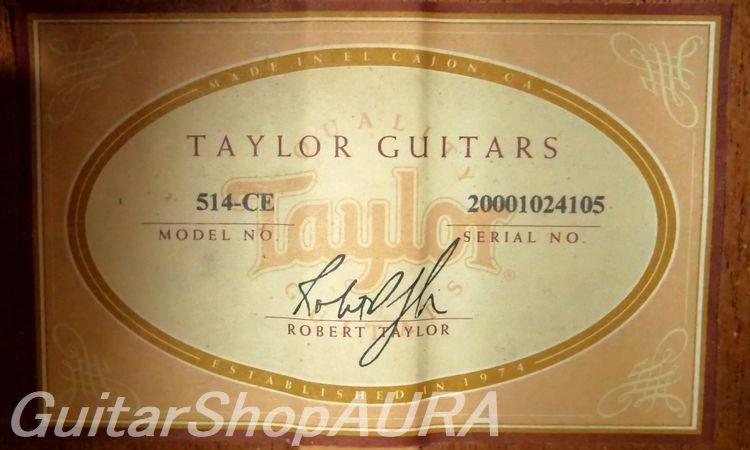 MADE IN EL CAJON, CA
QUALITY
TAYLOR GUITARS
514-CE
20001024105
Taylor®
MODEL NO.
SERIAL NO.
GUITARS
ROBERT TAYLOR
ESTABLISHED IN 1974
GuitarShopAURA